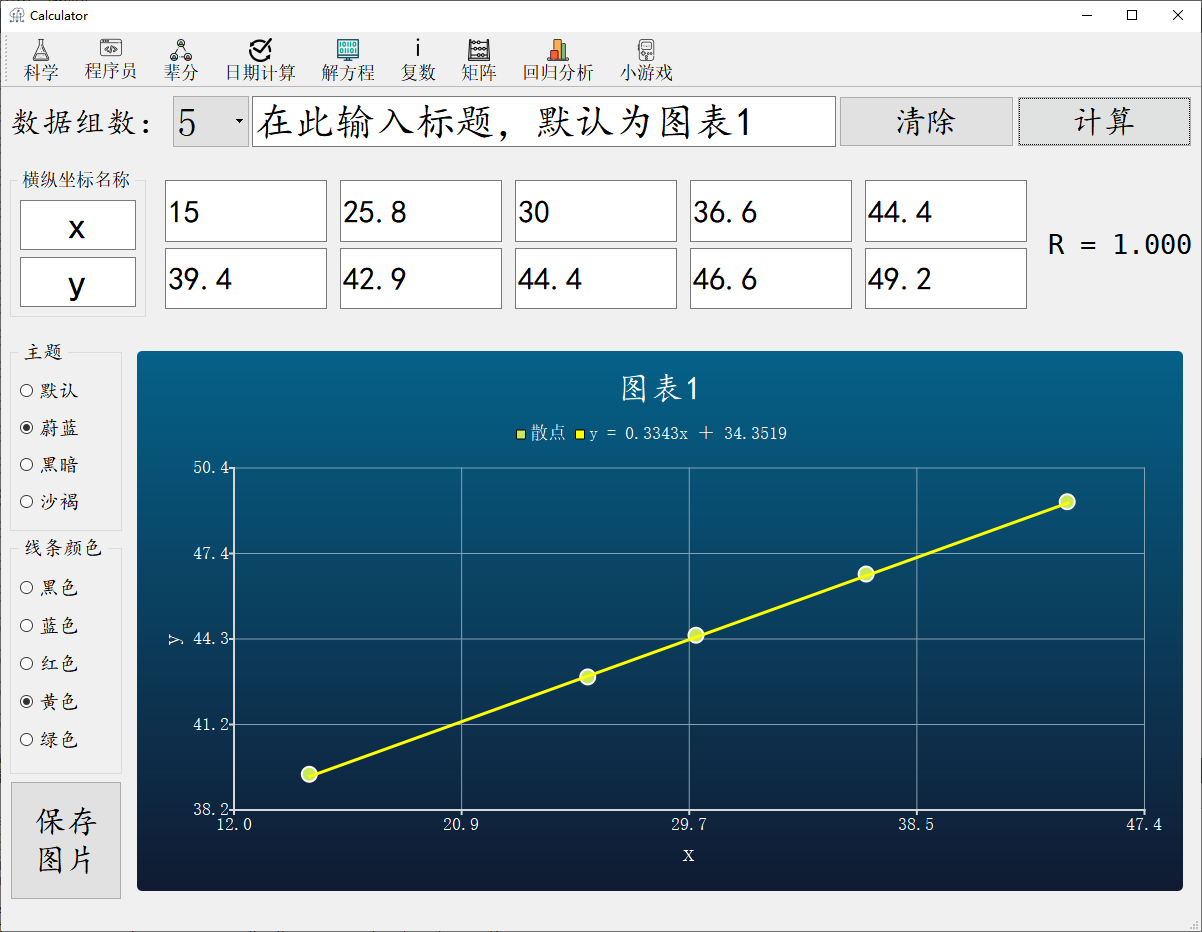 Calculator
科学 程序员 辈分 日期计算 解方程 复数 矩阵 回归分析 小游戏
数据组数： 5 在此输入标题，默认为图表1 清除 计算
横纵坐标名称
x 15 25.8 30 36.6 44.4
R = 1.000
y 39.4 42.9 44.4 46.6 49.2
主题
默认
蔚蓝
黑暗
沙褐
线条颜色
黑色
蓝色
红色
黄色
绿色
保存
图片
图表1
散点 y = 0.3343x + 34.3519
50.4
47.4
44.3
y
41.2
38.2
12.0 20.9 29.7 38.5 47.4
x